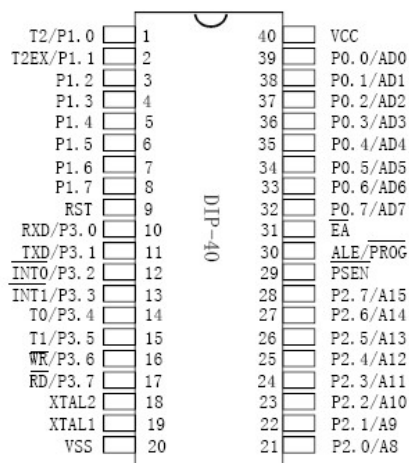 T2/P1.0 1 40 VCC
T2EX/P1.1 2 39 P0.0/AD0
P1.2 3 38 P0.1/AD1
P1.3 4 37 P0.2/AD2
P1.4 5 36 P0.3/AD3
P1.5 6 35 P0.4/AD4
P1.6 7 34 P0.5/AD5
P1.7 8 33 P0.6/AD6
RST 9 32 P0.7/AD7
RXD/P3.0 10 31 E̅A̅
TXD/P3.1 11 30 ALE/P̅R̅O̅G̅
I̅N̅T̅0̅/P3.2 12 29 P̅S̅E̅N̅
I̅N̅T̅1̅/P3.3 13 28 P2.7/A15
T0/P3.4 14 27 P2.6/A14
T1/P3.5 15 26 P2.5/A13
W̅R̅/P3.6 16 25 P2.4/A12
R̅D̅/P3.7 17 24 P2.3/A11
XTAL2 18 23 P2.2/A10
XTAL1 19 22 P2.1/A9
VSS 20 21 P2.0/A8
DIP-40